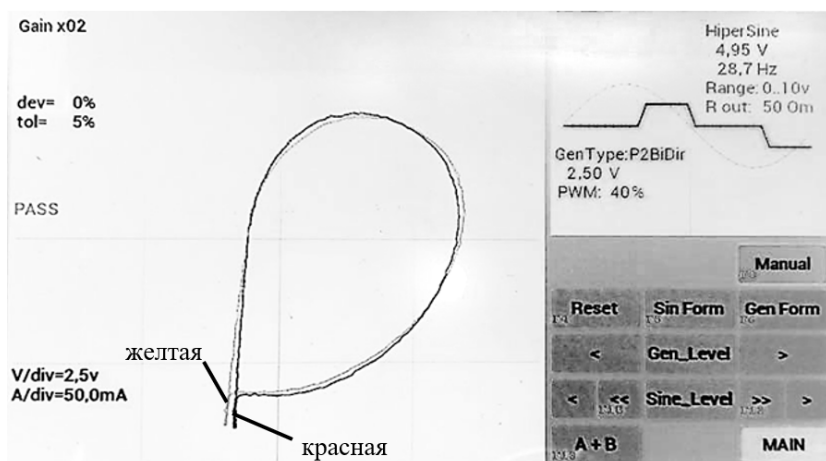 Gain x02
dev= 0%
tol= 5%
PASS
V/div=2,5v
A/div=50,0mA
желтая
красная
HiperSine
4,95 V
28,7 Hz
Range: 0..10v
R out: 50 Om
GenType:P2BiDir
2,50 V
PWM: 40%
Manual
Reset
Sin Form
Gen Form
< Gen_Level >
< << Sine_Level >> >
A + B
MAIN